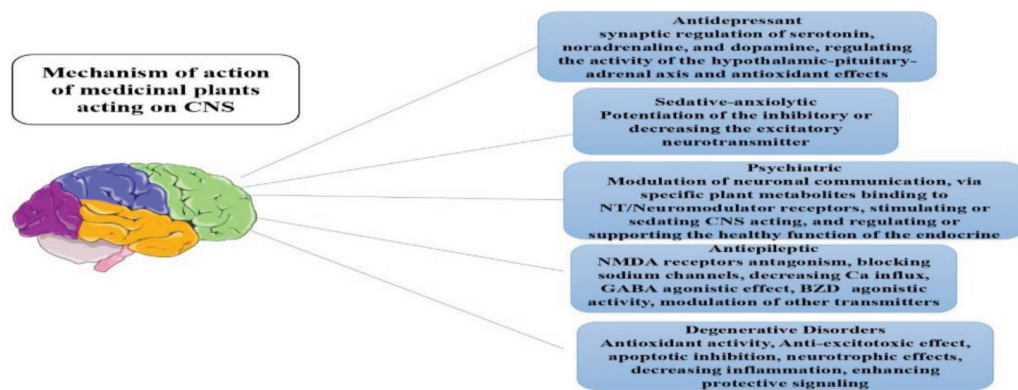 Mechanism of action
of medicinal plants
acting on CNS
Antidepressant
synaptic regulation of serotonin,
noradrenaline, and dopamine, regulating
the activity of the hypothalamic-pituitary-
adrenal axis and antioxidant effects
Sedative-anxiolytic
Potentiation of the inhibitory or
decreasing the excitatory
neurotransmitter
Psychiatric
Modulation of neuronal communication, via
specific plant metabolites binding to
NT/Neuromodulator receptors, stimulating or
sedating CNS acting, and regulating or
supporting the healthy function of the endocrine
Antiepileptic
NMDA receptors antagonism, blocking
sodium channels, decreasing Ca influx,
GABA agonistic effect, BZD agonistic
activity, modulation of other transmitters
Degenerative Disorders
Antioxidant activity, Anti-excitotoxic effect,
apoptotic inhibition, neurotrophic effects,
decreasing inflammation, enhancing
protective signaling